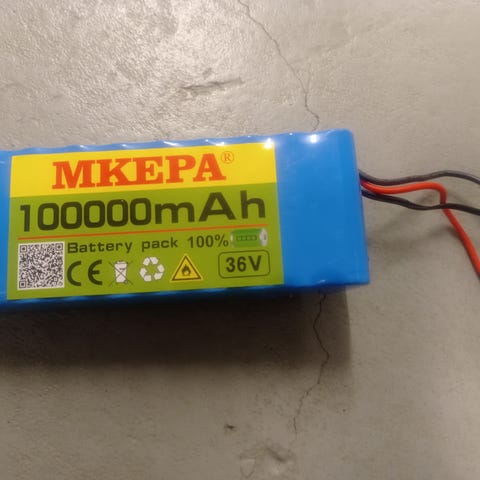 MKEPA®
100000mAh
Battery pack 100%
CE
36V